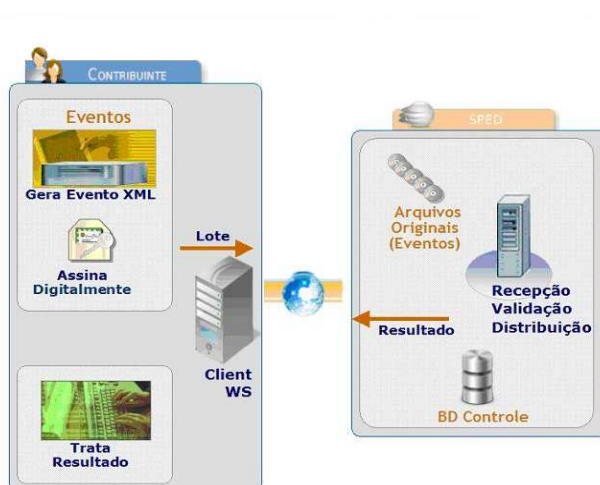 CONTRIBUINTE
Eventos
Gera Evento XML
Assina
Digitalmente
Lote
Client
WS
Trata
Resultado
SPED
Arquivos
Originais
(Eventos)
Recepção
Validação
Distribuição
Resultado
BD Controle